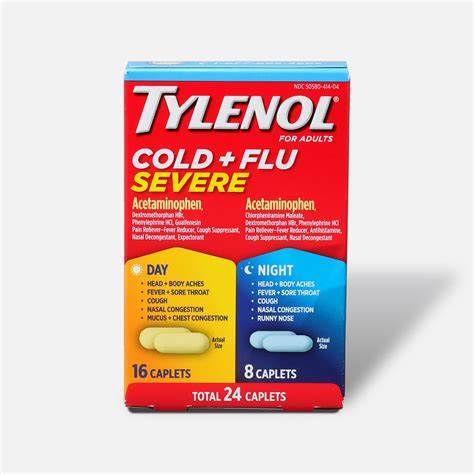 NDC 50580-414-04
TYLENOL®
FOR ADULTS
COLD + FLU
SEVERE
Acetaminophen,
Dextromethorphan HBr,
Phenylephrine HCl, Guaifenesin
Pain Reliever–Fever Reducer, Cough Suppressant,
Nasal Decongestant, Expectorant
Acetaminophen,
Chlorpheniramine Maleate,
Dextromethorphan HBr, Phenylephrine HCl
Pain Reliever–Fever Reducer, Antihistamine,
Cough Suppressant, Nasal Decongestant
DAY
• HEAD + BODY ACHES
• FEVER + SORE THROAT
• COUGH
• NASAL CONGESTION
• MUCUS + CHEST CONGESTION
Actual
Size
16 CAPLETS
NIGHT
• HEAD + BODY ACHES
• FEVER + SORE THROAT
• COUGH
• NASAL CONGESTION
• RUNNY NOSE
Actual
Size
8 CAPLETS
TOTAL 24 CAPLETS